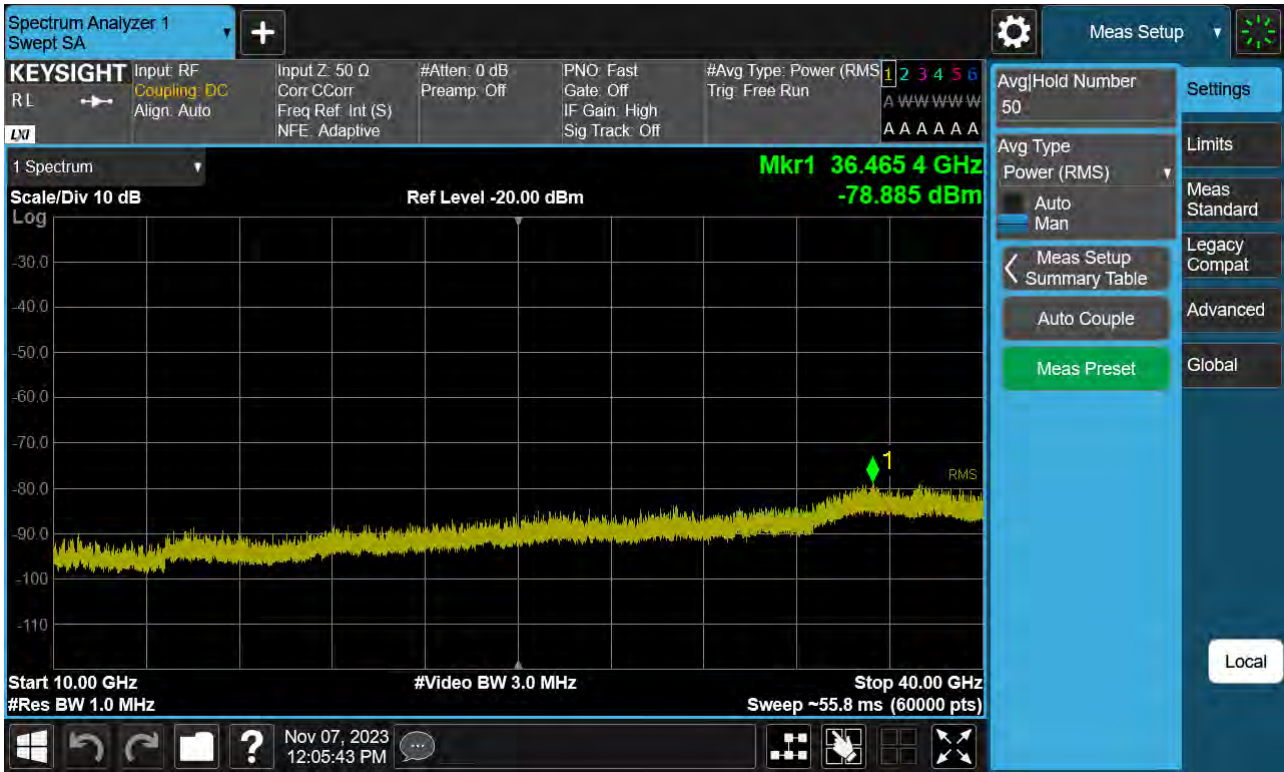 Spectrum Analyzer 1
Swept SA
+
Meas Setup
KEYSIGHT
RL
LXI
Input: RF
Coupling: DC
Align: Auto
Input Z: 50 Ω
Corr CCorr
Freq Ref: Int (S)
NFE: Adaptive
#Atten: 0 dB
Preamp: Off
PNO: Fast
Gate: Off
IF Gain: High
Sig Track: Off
#Avg Type: Power (RMS
Trig: Free Run
1 2 3 4 5 6
A W W W W W
A A A A A A
1 Spectrum
Mkr1 36.465 4 GHz
-78.885 dBm
Scale/Div 10 dB
Ref Level -20.00 dBm
Log
-30.0
-40.0
-50.0
-60.0
-70.0
-80.0
-90.0
-100
-110
1
RMS
Start 10.00 GHz
#Video BW 3.0 MHz
Stop 40.00 GHz
#Res BW 1.0 MHz
Sweep ~55.8 ms (60000 pts)
Avg|Hold Number
50
Avg Type
Power (RMS)
Auto
Man
Meas Setup
Summary Table
Auto Couple
Meas Preset
Settings
Limits
Meas
Standard
Legacy
Compat
Advanced
Global
Local
?
Nov 07, 2023
12:05:43 PM